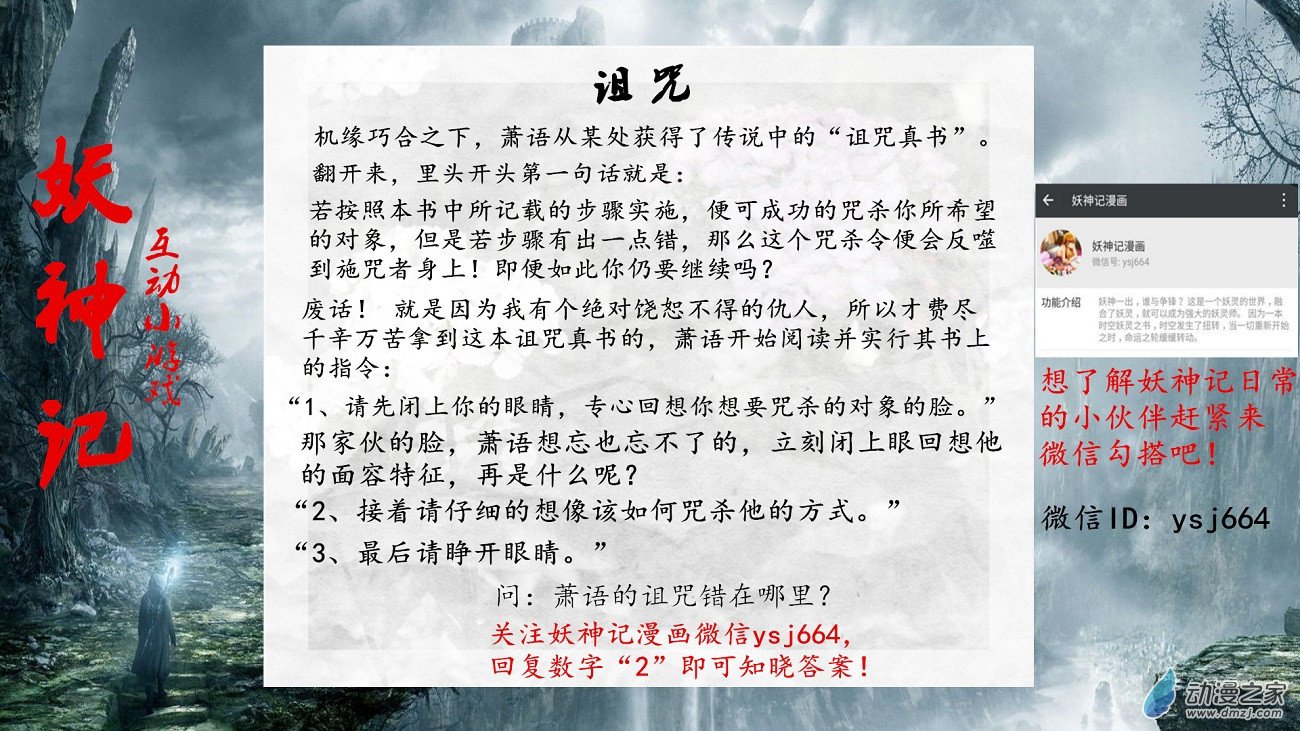 妖神记
互动小游戏
诅咒
机缘巧合之下，萧语从某处获得了传说中的“诅咒真书”。
翻开来，里头开头第一句话就是：
若按照本书中所记载的步骤实施，便可成功的咒杀你所希望
的对象，但是若步骤有出一点错，那么这个咒杀令便会反噬
到施咒者身上！即便如此你仍要继续吗？
废话！ 就是因为我有个绝对饶恕不得的仇人，所以才费尽
千辛万苦拿到这本诅咒真书的，萧语开始阅读并实行其书上
的指令：
“1、请先闭上你的眼睛，专心回想你想要咒杀的对象的脸。”
那家伙的脸，萧语想忘也忘不了的，立刻闭上眼回想他
的面容特征，再是什么呢？
“2、接着请仔细的想像该如何咒杀他的方式。”
“3、最后请睁开眼睛。”
问：萧语的诅咒错在哪里？
关注妖神记漫画微信ysj664，
回复数字“2”即可知晓答案！
妖神记漫画
妖神记漫画
微信号: ysj664
功能介绍
妖神一出，谁与争锋？这是一个妖灵的世界，融
合了妖灵，就可以成为强大的妖灵师。因为一本
时空妖灵之书，时空发生了扭转，当一切重新开始
之时，命运之轮缓缓转动。
想了解妖神记日常
的小伙伴赶紧来
微信勾搭吧！
微信ID：ysj664
动漫之家
www.dmzj.com